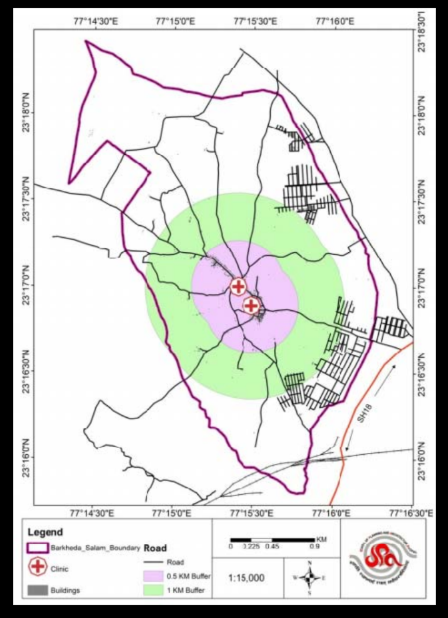 77°14'30"E 77°15'0"E 77°15'30"E 77°16'0"E
23°18'30"N
23°18'0"N 23°18'0"N
23°17'30"N 23°17'30"N
23°17'0"N 23°17'0"N
23°16'30"N 23°16'30"N
23°16'0"N 23°16'0"N
SH18
77°14'30"E 77°15'0"E 77°15'30"E 77°16'0"E 77°16'30"E
Legend
Barkheda_Salam_Boundary Road
Clinic Road
0.5 KM Buffer
Buildings 1 KM Buffer
KM
0 0.225 0.45 0.9
1:15,000
N
W E
S
spa